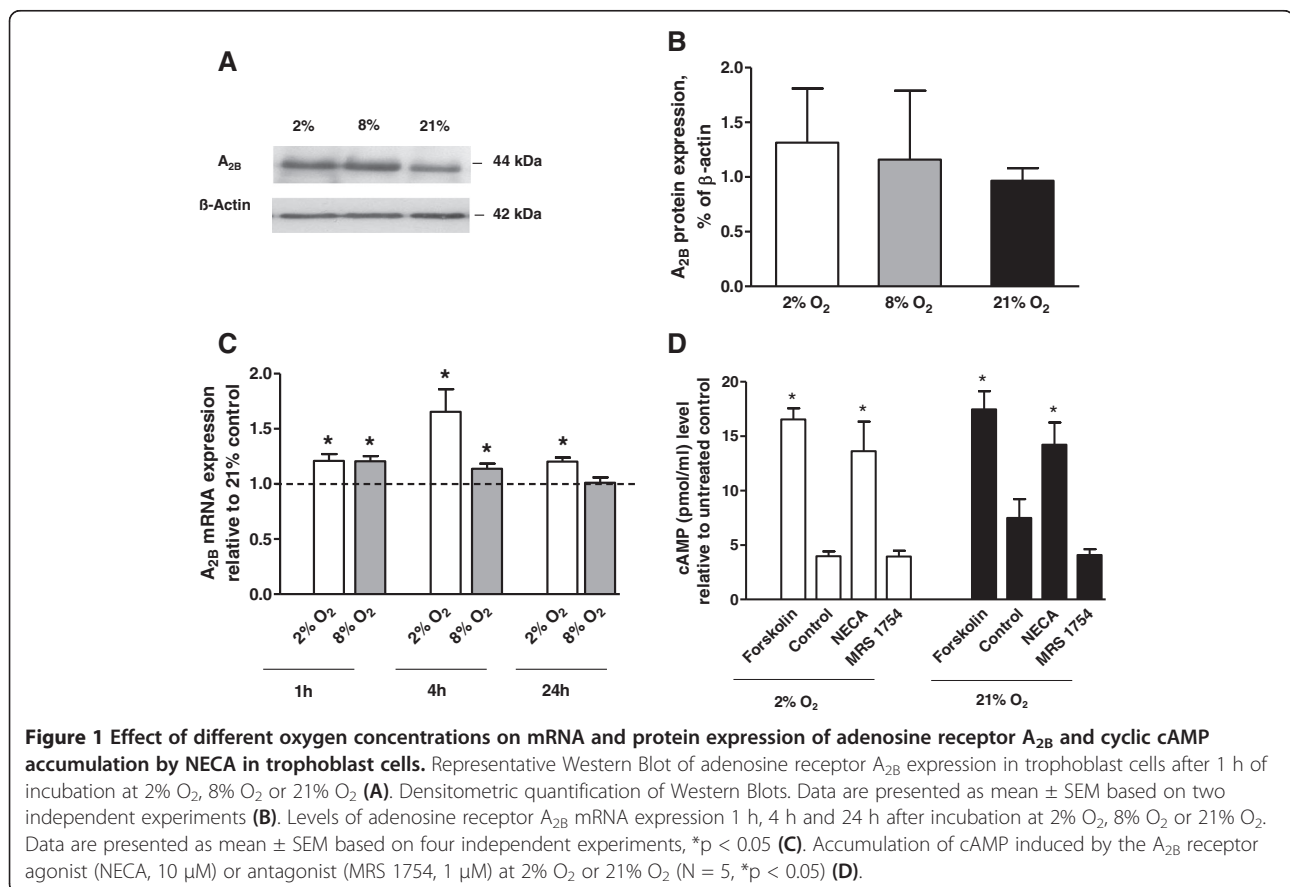 A
2% 8% 21%
A2B – 44 kDa
ß-Actin – 42 kDa
B
A2B protein expression,
% of β-actin
2.0
1.5
1.0
0.5
0.0
2% O2 8% O2 21% O2
C
A2B mRNA expression
relative to 21% control
2.0
1.5
1.0
0.5
0.0
* * * * *
2% O2 8% O2 2% O2 8% O2 2% O2 8% O2
1h 4h 24h
D
cAMP (pmol/ml) level
relative to untreated control
20
15
10
5
0
* * * *
Forskolin Control NECA MRS 1754 Forskolin Control NECA MRS 1754
2% O2 21% O2
Figure 1 Effect of different oxygen concentrations on mRNA and protein expression of adenosine receptor A2B and cyclic cAMP
accumulation by NECA in trophoblast cells. Representative Western Blot of adenosine receptor A2B expression in trophoblast cells after 1 h of
incubation at 2% O2, 8% O2 or 21% O2 (A). Densitometric quantification of Western Blots. Data are presented as mean ± SEM based on two
independent experiments (B). Levels of adenosine receptor A2B mRNA expression 1 h, 4 h and 24 h after incubation at 2% O2, 8% O2 or 21% O2.
Data are presented as mean ± SEM based on four independent experiments, *p < 0.05 (C). Accumulation of cAMP induced by the A2B receptor
agonist (NECA, 10 μM) or antagonist (MRS 1754, 1 μM) at 2% O2 or 21% O2 (N = 5, *p < 0.05) (D).